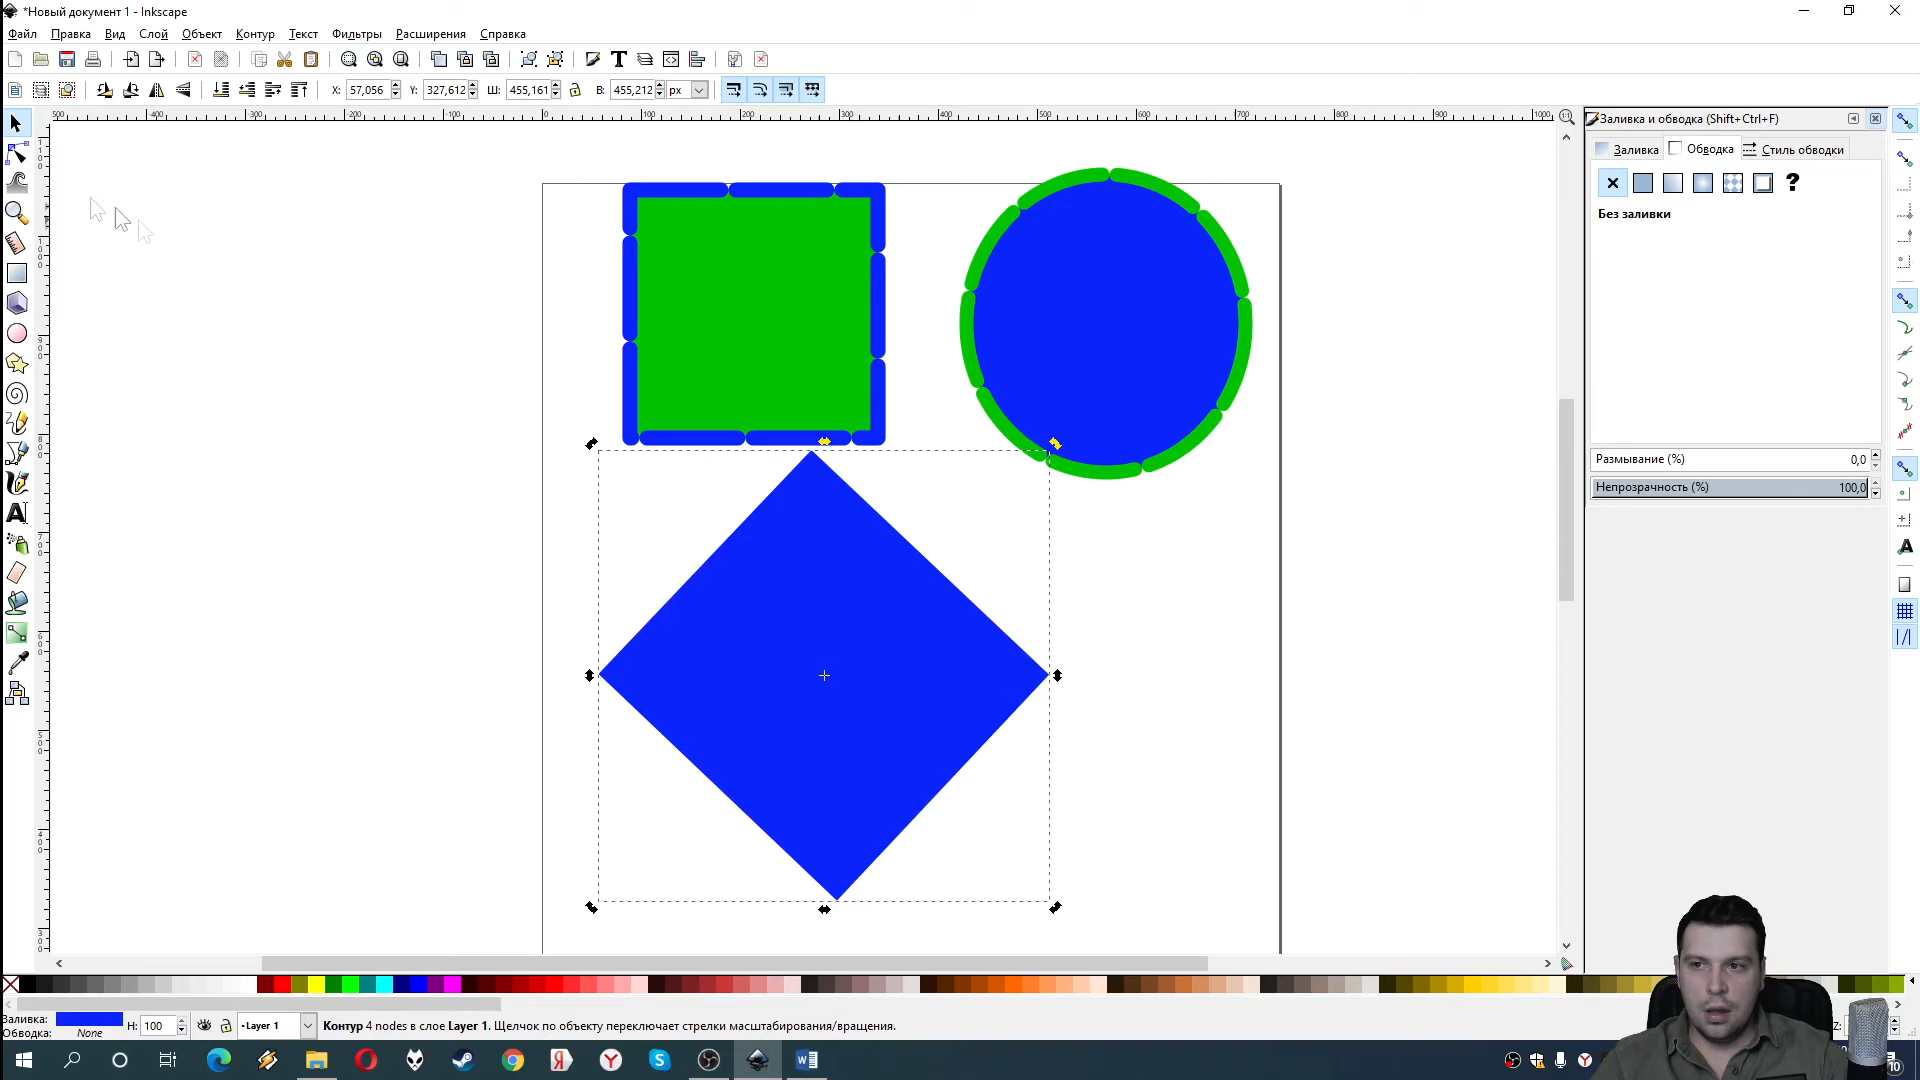 *Новый документ 1 - Inkscape
Файл Правка Вид Слой Объект Контур Текст Фильтры Расширения Справка
X: 57,056 Y: 327,612 Ш: 455,161 В: 455,212 px
Заливка и обводка (Shift+Ctrl+F)
Заливка Обводка Стиль обводки
Без заливки
Размывание (%) 0,0
Непрозрачность (%) 100,0
Заливка: Н: 100 Layer 1 Контур 4 nodes в слое Layer 1. Щелчок по объекту переключает стрелки масштабирования/вращения. Z:
Обводка: None